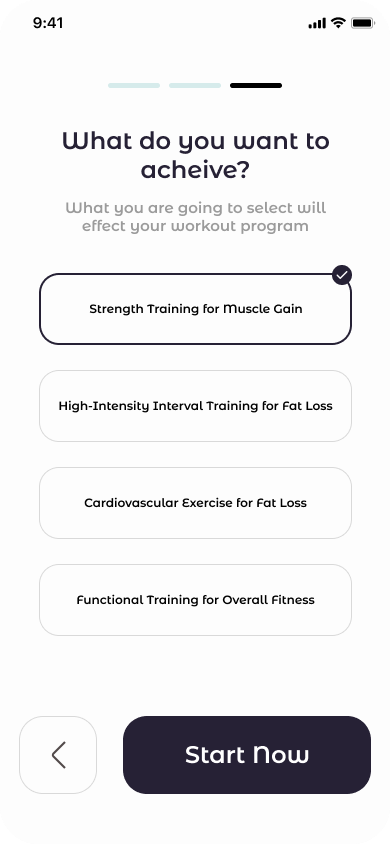 9:41
What do you want to
acheive?
What you are going to select will
effect your workout program
Strength Training for Muscle Gain
High-Intensity Interval Training for Fat Loss
Cardiovascular Exercise for Fat Loss
Functional Training for Overall Fitness
Start Now